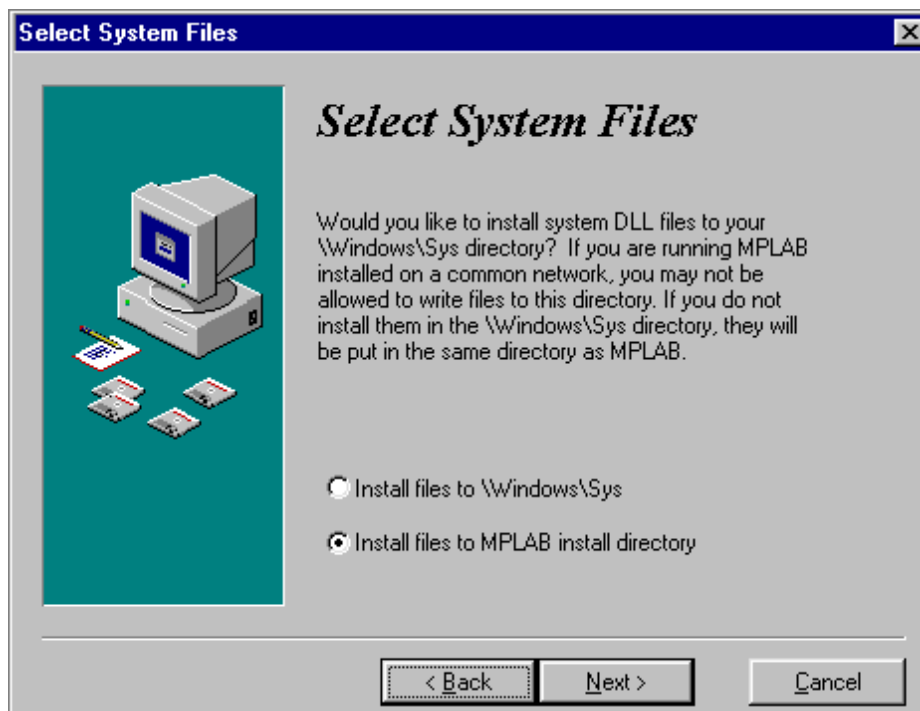 Select System Files
Select System Files
Would you like to install system DLL files to your
\Windows\Sys directory?  If you are running MPLAB
installed on a common network, you may not be
allowed to write files to this directory. If you do not
install them in the \Windows\Sys directory, they will
be put in the same directory as MPLAB.
Install files to \Windows\Sys
Install files to MPLAB install directory
< Back
Next >
Cancel